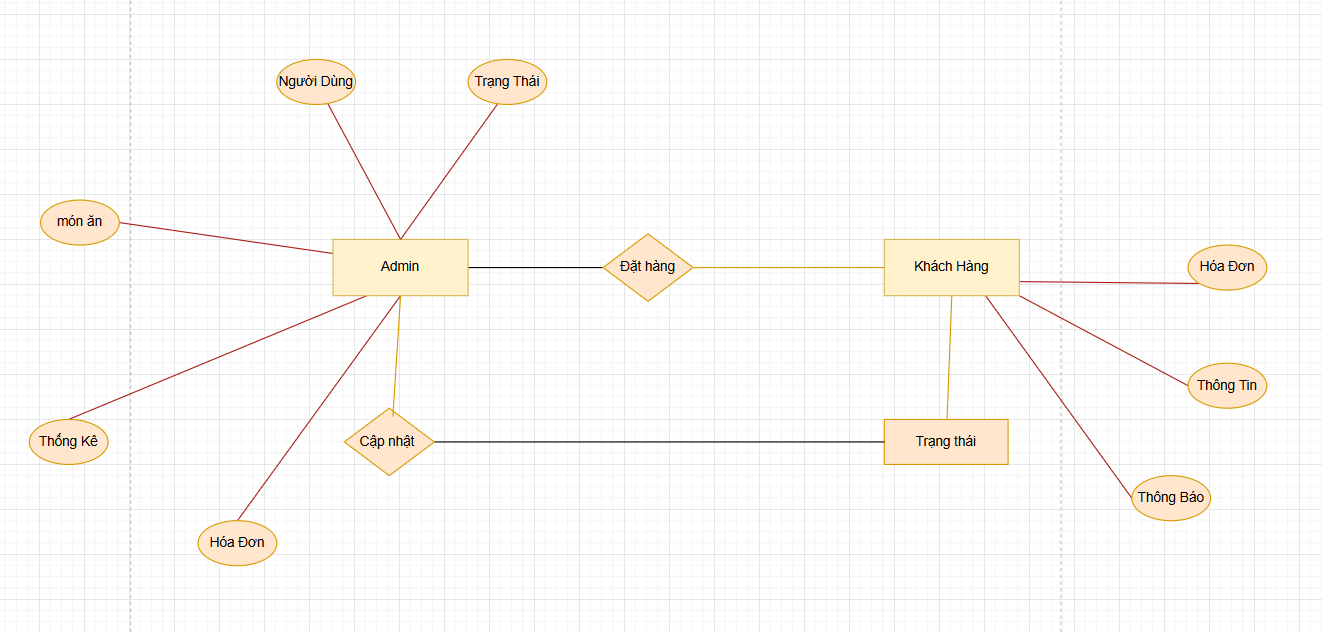 Người Dùng
Trạng Thái
món ăn
Admin
Đặt hàng
Khách Hàng
Hóa Đơn
Thông Tin
Thống Kê
Cập nhật
Trạng thái
Thông Báo
Hóa Đơn